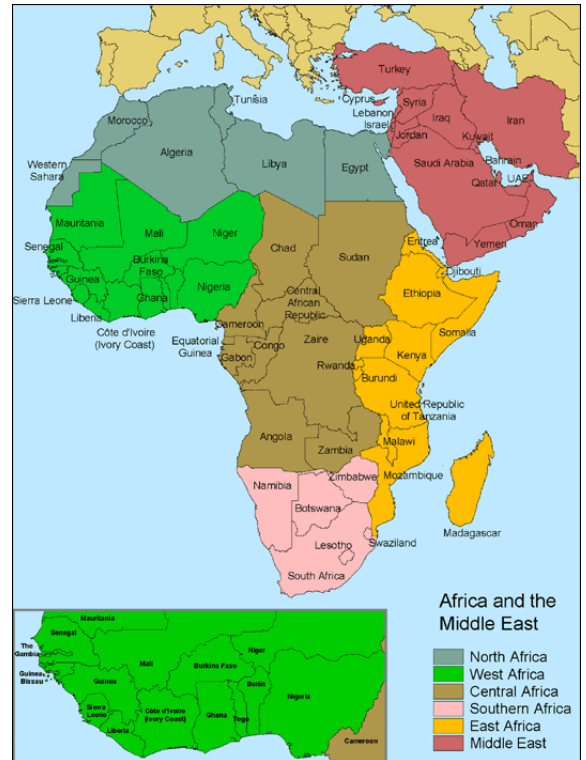 Turkey
Tunisia
Cyprus
Syria
Lebanon
Israel
Iraq
Iran
Morocco
Jordan
Kuwait
Algeria
Libya
Egypt
Saudi Arabia
Bahrain
Western
Sahara
Qatar
UAE
Oman
Mauritania
Mali
Niger
Yemen
Eritrea
Chad
Sudan
Senegal
Burkina
Faso
Djibouti
Guinea
Nigeria
Ethiopia
Sierra Leone
Ghana
Central
African
Republic
Liberia
Côte d'Ivoire
(Ivory Coast)
Cameroon
Somalia
Equatorial
Guinea
Congo
Zaire
Uganda
Kenya
Gabon
Rwanda
Burundi
United Republic
of Tanzania
Angola
Malawi
Zambia
Mozambique
Zimbabwe
Namibia
Botswana
Madagascar
Lesotho
Swaziland
South Africa
Africa and the
Middle East
North Africa
West Africa
Central Africa
Southern Africa
East Africa
Middle East
Mauritania
Senegal
The
Gambia
Niger
Mali
Burkina Faso
Guinea
Bissau
Guinea
Benin
Nigeria
Sierra
Leone
Côte d'Ivoire
(Ivory Coast)
Ghana
Togo
Liberia
Cameroon